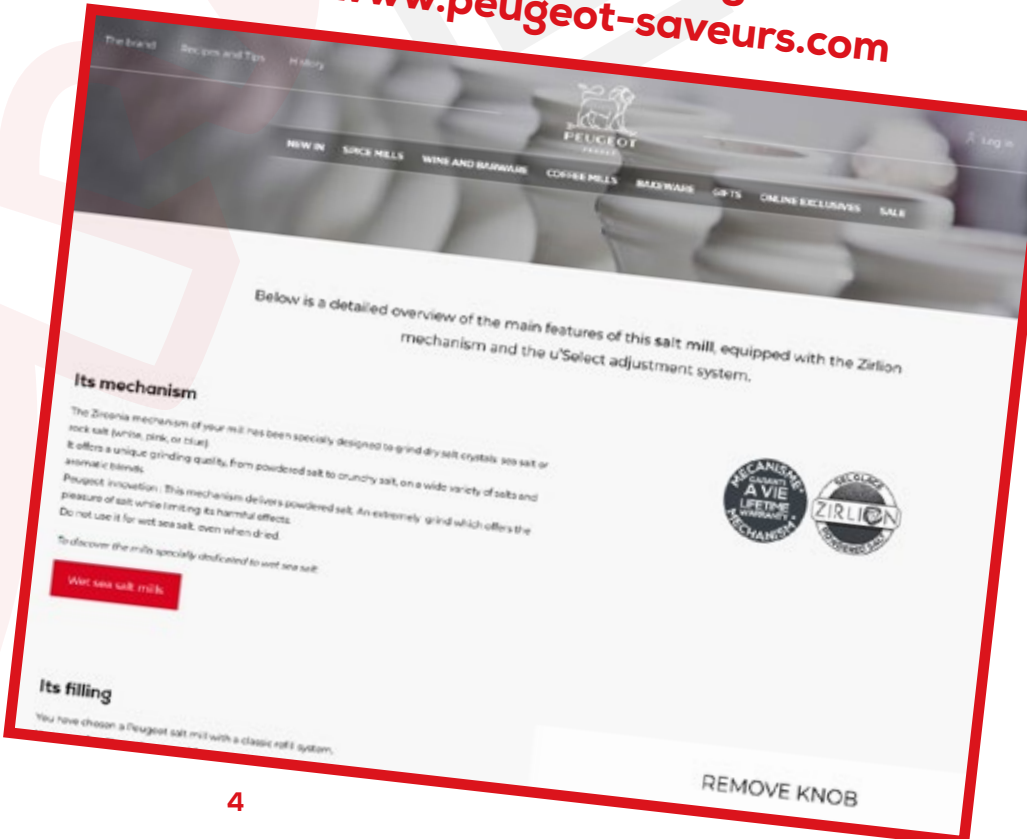 www.peugeot-saveurs.com
The brand Recipes and Tips History
PEUGEOT
Log in
NEW IN SPICE MILLS WINE AND BARWARE COFFEE MILLS BAKEWARE GIFTS ONLINE EXCLUSIVES SALE
Below is a detailed overview of the main features of this salt mill, equipped with the Zirlion
mechanism and the u'Select adjustment system.
Its mechanism
The Zirconia mechanism of your mill has been specially designed to grind dry salt crystals: sea salt or
rock salt (white, pink, or blue).
It offers a unique grinding quality, from powdered salt to crunchy salt, on a wide variety of salts and
aromatic blends.
Peugeot innovation : This mechanism delivers powdered salt. An extremely grind which offers the
pleasure of salt while limiting its harmful effects.
Do not use it for wet sea salt, even when dried.
To discover the mills specially dedicated to wet sea salt:
Wet sea salt mills
MECANISME*
GARANTI
À VIE
LIFETIME
WARRANTY
MECHANISM*
SEL GLACE
ZIRLION
POWDERED SALT
Its filling
You have chosen a Peugeot salt mill with a classic refill system.
REMOVE KNOB
4